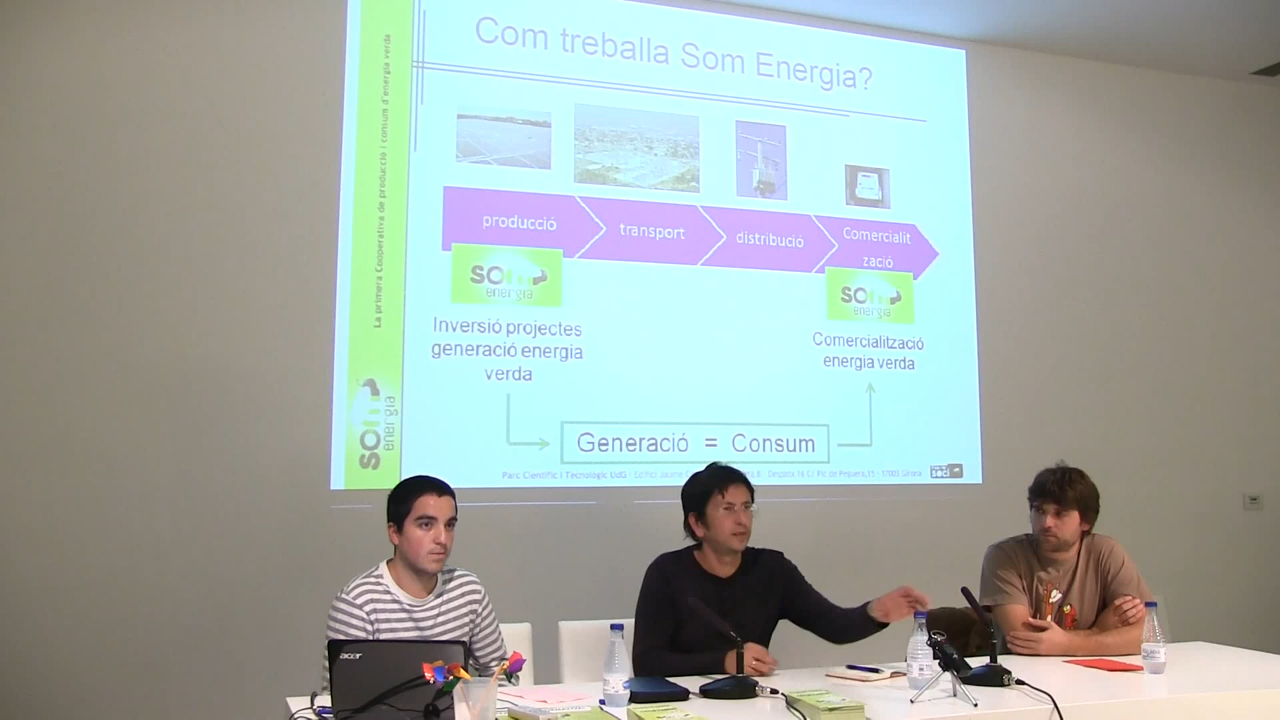 Com treballa Som Energia?
La primera Cooperativa de producció i consum d'energia verda
som
energia
producció
transport
distribució
Comercialit
zació
som
energia
som
energia
Inversió projectes
generació energia
verda
Comercialització
energia verda
Generació = Consum
Parc Científic i Tecnològic UdG
Girona
soci
acer